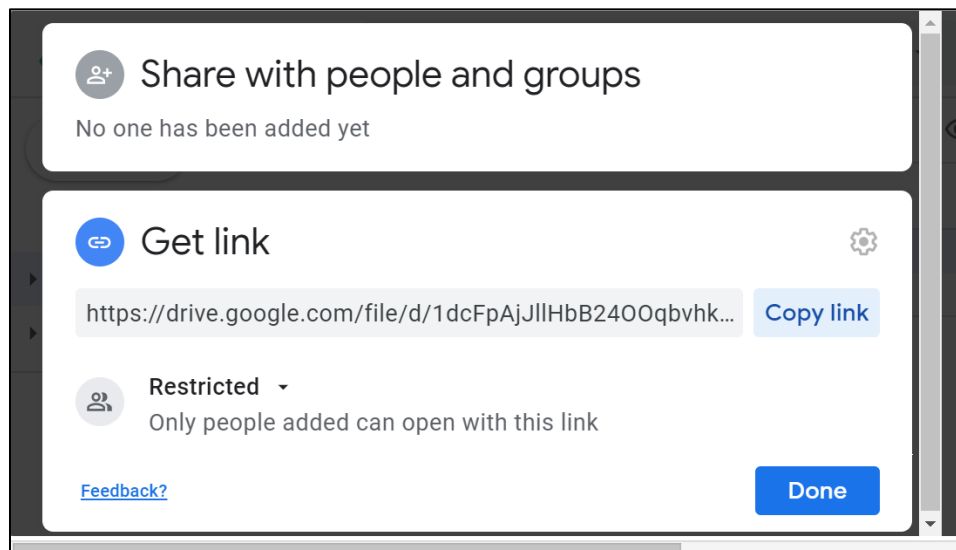 Share with people and groups
No one has been added yet
Get link
https://drive.google.com/file/d/1dcFpAjJllHbB24OOqbvhk...
Copy link
Restricted
Only people added can open with this link
Feedback?
Done